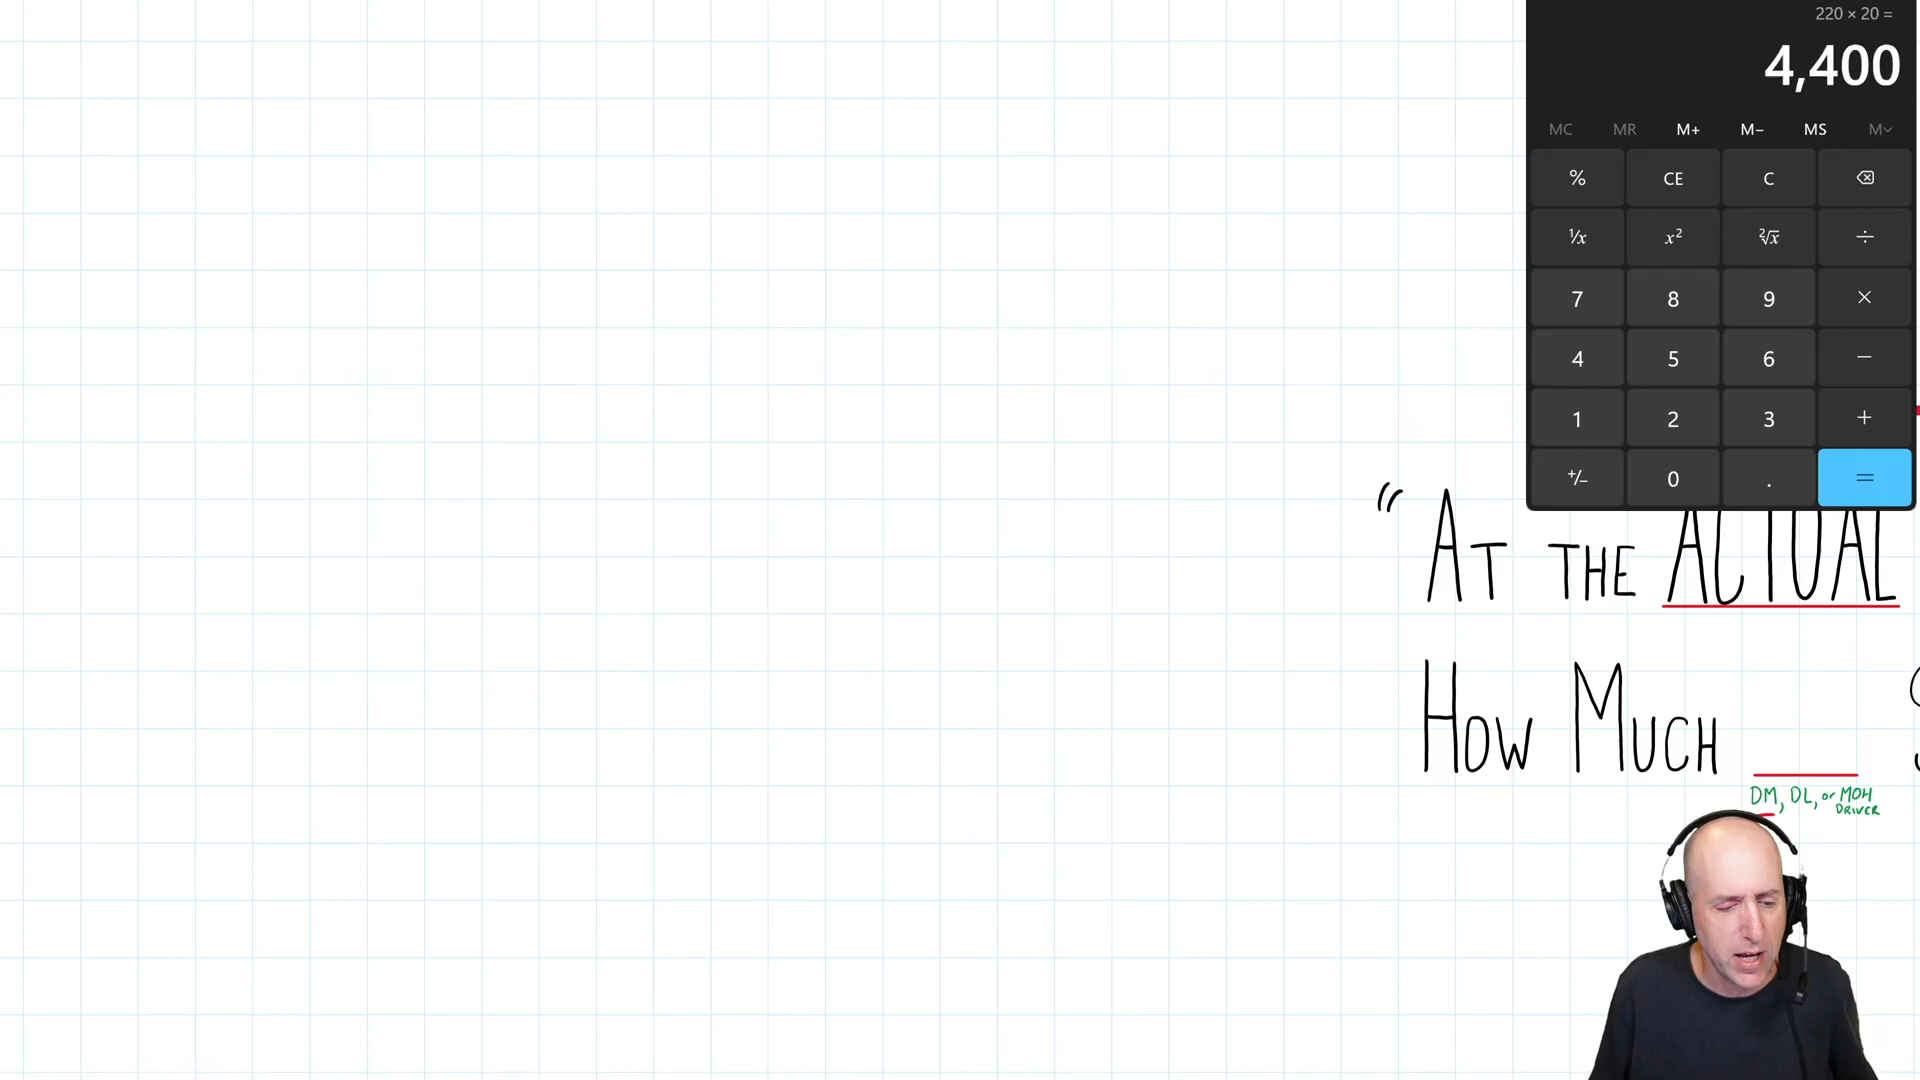 220 × 20 =
4,400
MC MR M+ M− MS M˅
% CE C ⌫
¹/x x² ²√x ÷
7 8 9 ×
4 5 6 −
1 2 3 +
+/− 0 . =
“AT THE ACTUAL
HOW MUCH ____
DM, DL, or MOH
DRIVER